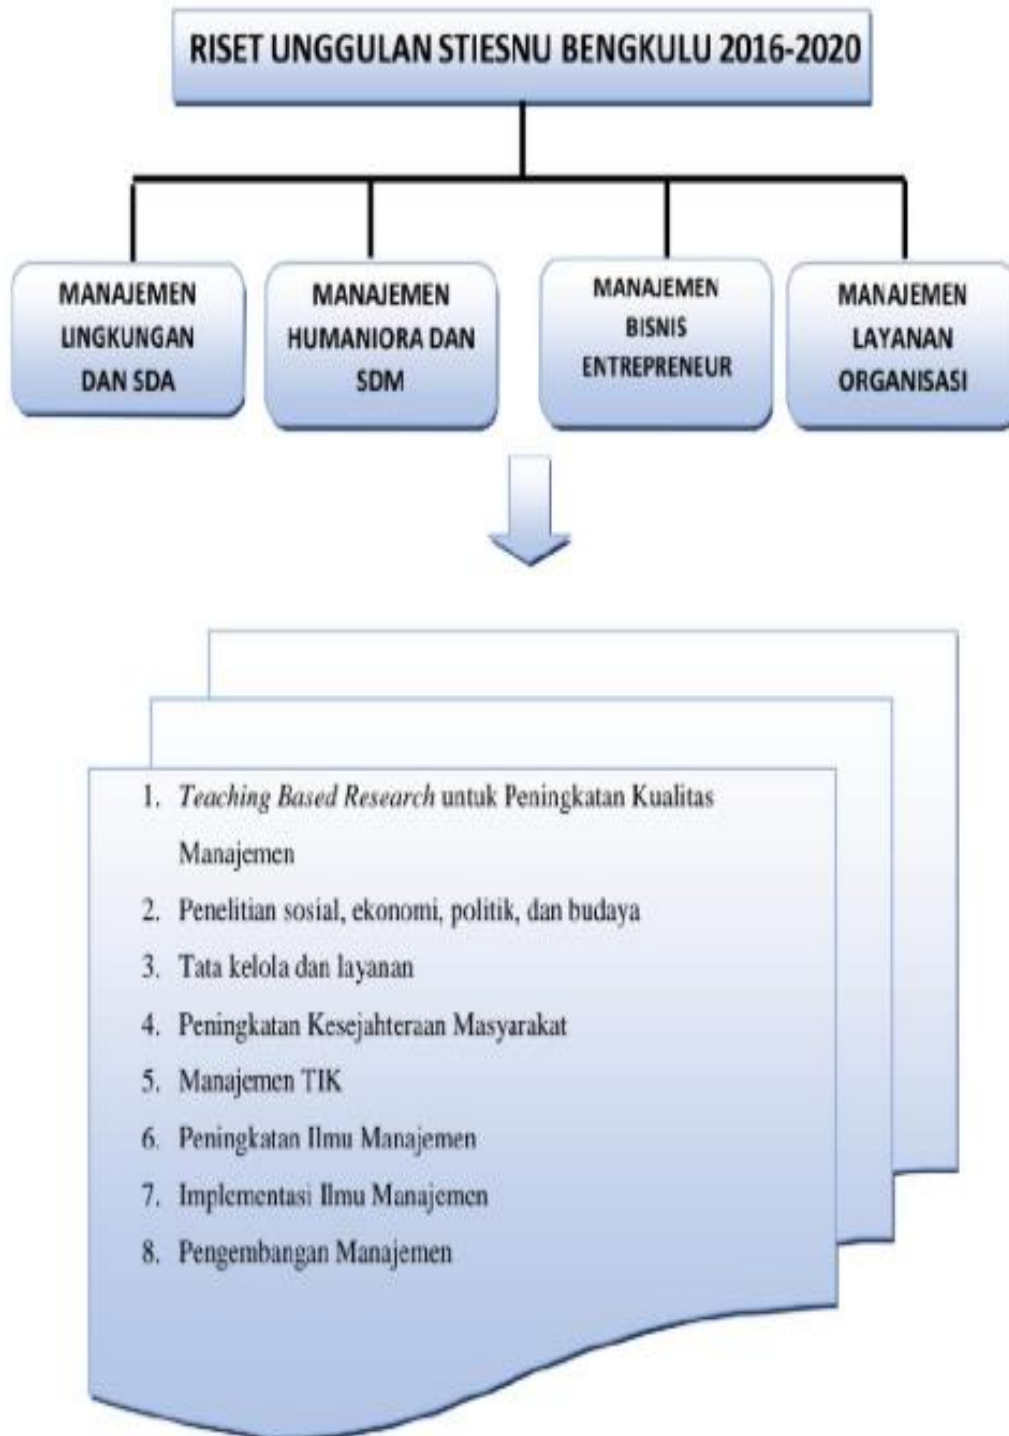 RISET UNGGULAN STIESNU BENGKULU 2016-2020
MANAJEMEN
LINGKUNGAN
DAN SDA
MANAJEMEN
HUMANIORA DAN
SDM
MANAJEMEN
BISNIS
ENTREPRENEUR
MANAJEMEN
LAYANAN
ORGANISASI
1. Teaching Based Research untuk Peningkatan Kualitas
Manajemen
2. Penelitian sosial, ekonomi, politik, dan budaya
3. Tata kelola dan layanan
4. Peningkatan Kesejahteraan Masyarakat
5. Manajemen TIK
6. Peningkatan Ilmu Manajemen
7. Implementasi Ilmu Manajemen
8. Pengembangan Manajemen